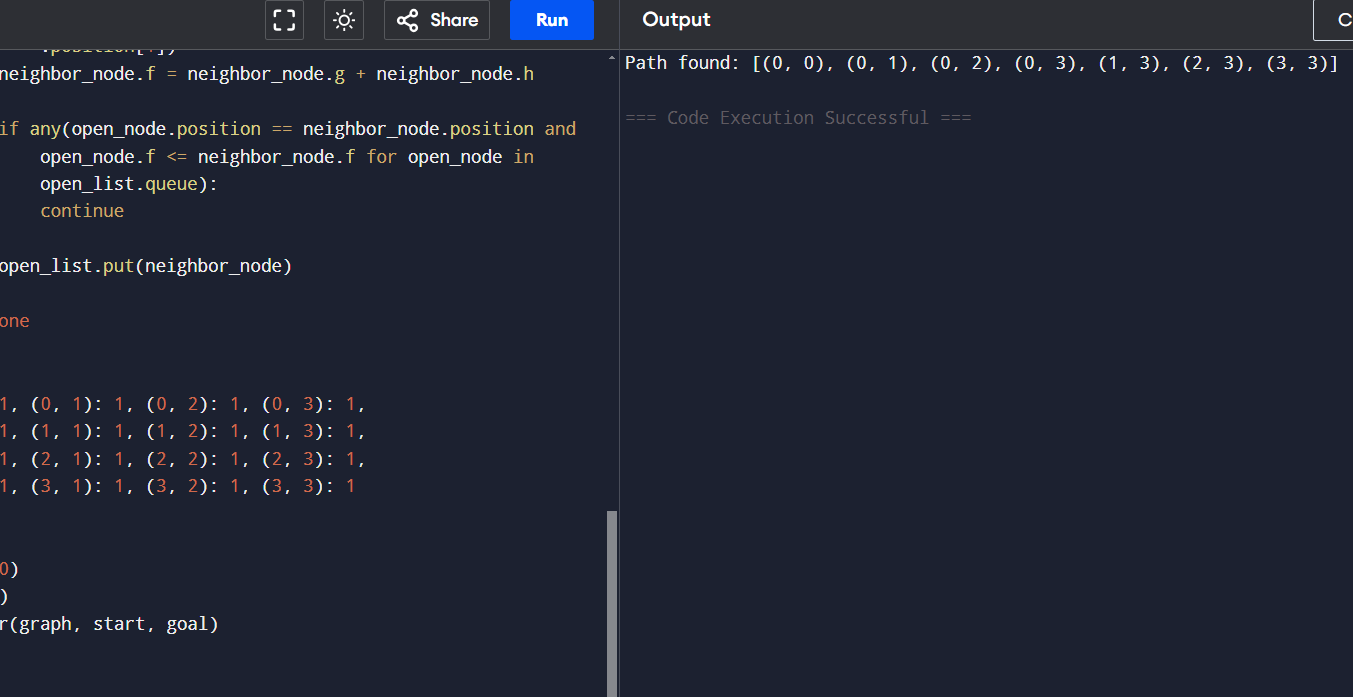 Share
Run
Output
neighbor_node.f = neighbor_node.g + neighbor_node.h
if any(open_node.position == neighbor_node.position and
open_node.f <= neighbor_node.f for open_node in
open_list.queue):
continue
open_list.put(neighbor_node)
one
1, (0, 1): 1, (0, 2): 1, (0, 3): 1,
1, (1, 1): 1, (1, 2): 1, (1, 3): 1,
1, (2, 1): 1, (2, 2): 1, (2, 3): 1,
1, (3, 1): 1, (3, 2): 1, (3, 3): 1
0)
)
r(graph, start, goal)
Path found: [(0, 0), (0, 1), (0, 2), (0, 3), (1, 3), (2, 3), (3, 3)]
=== Code Execution Successful ===